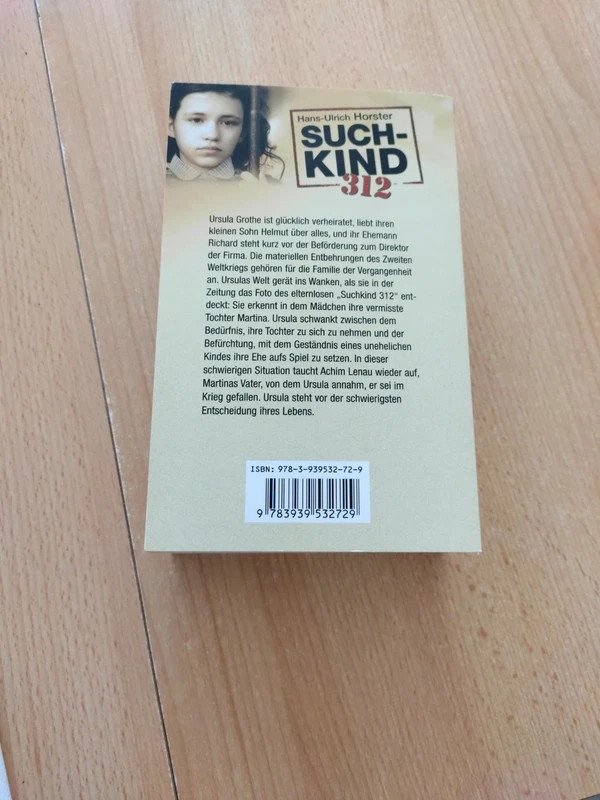 Hans-Ulrich Horster
SUCH-
KIND
312
Ursula Grothe ist glücklich verheiratet, liebt ihren
kleinen Sohn Helmut über alles, und ihr Ehemann
Richard steht kurz vor der Beförderung zum Direktor
der Firma. Die materiellen Entbehrungen des Zweiten
Weltkriegs gehören für die Familie der Vergangenheit
an. Ursulas Welt gerät ins Wanken, als sie in der
Zeitung das Foto des elternlosen „Suchkind 312“ ent-
deckt: Sie erkennt in dem Mädchen ihre vermisste
Tochter Martina. Ursula schwankt zwischen dem
Bedürfnis, ihre Tochter zu sich zu nehmen und der
Befürchtung, mit dem Geständnis eines unehelichen
Kindes ihre Ehe aufs Spiel zu setzen. In dieser
schwierigen Situation taucht Achim Lenau wieder auf,
Martinas Vater, von dem Ursula annahm, er sei im
Krieg gefallen. Ursula steht vor der schwierigsten
Entscheidung ihres Lebens.
ISBN: 978-3-939532-72-9
9 783939 532729